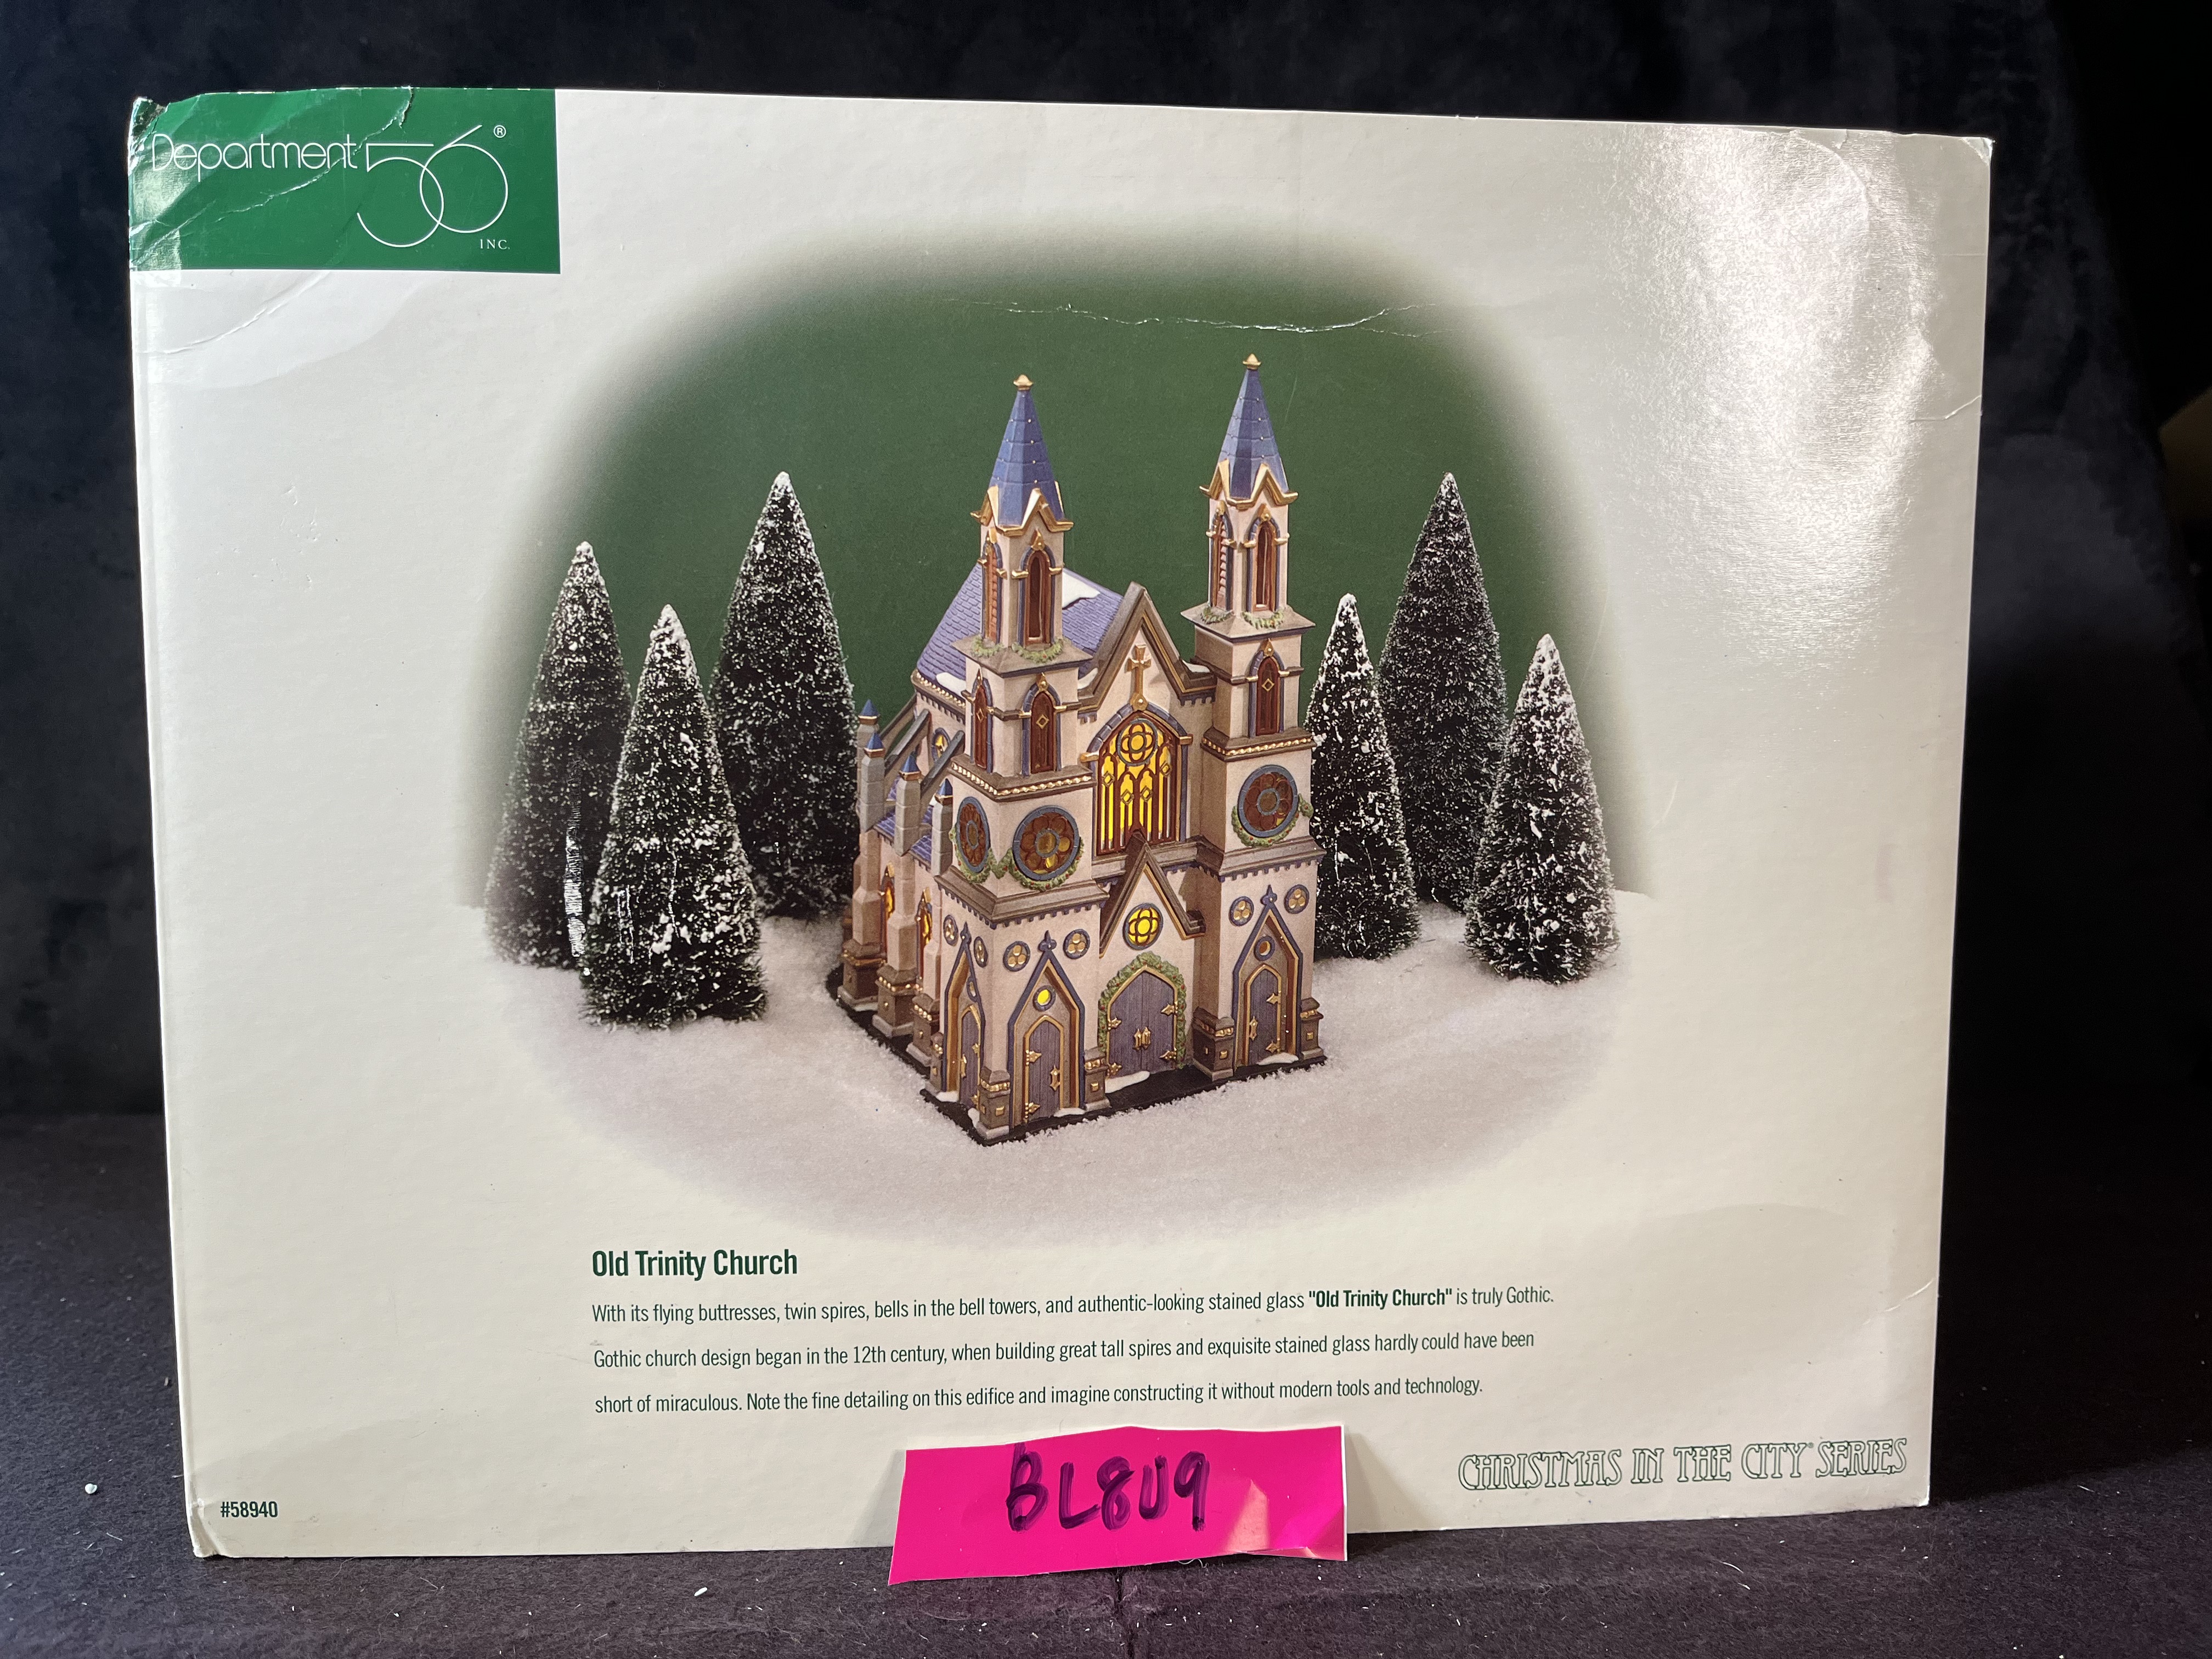 Department 56®
INC.
Old Trinity Church
With its flying buttresses, twin spires, bells in the bell towers, and authentic-looking stained glass "Old Trinity Church" is truly Gothic.
Gothic church design began in the 12th century, when building great tall spires and exquisite stained glass hardly could have been
short of miraculous. Note the fine detailing on this edifice and imagine constructing it without modern tools and technology.
CHRISTMAS IN THE CITY® SERIES
#58940
BL8U9